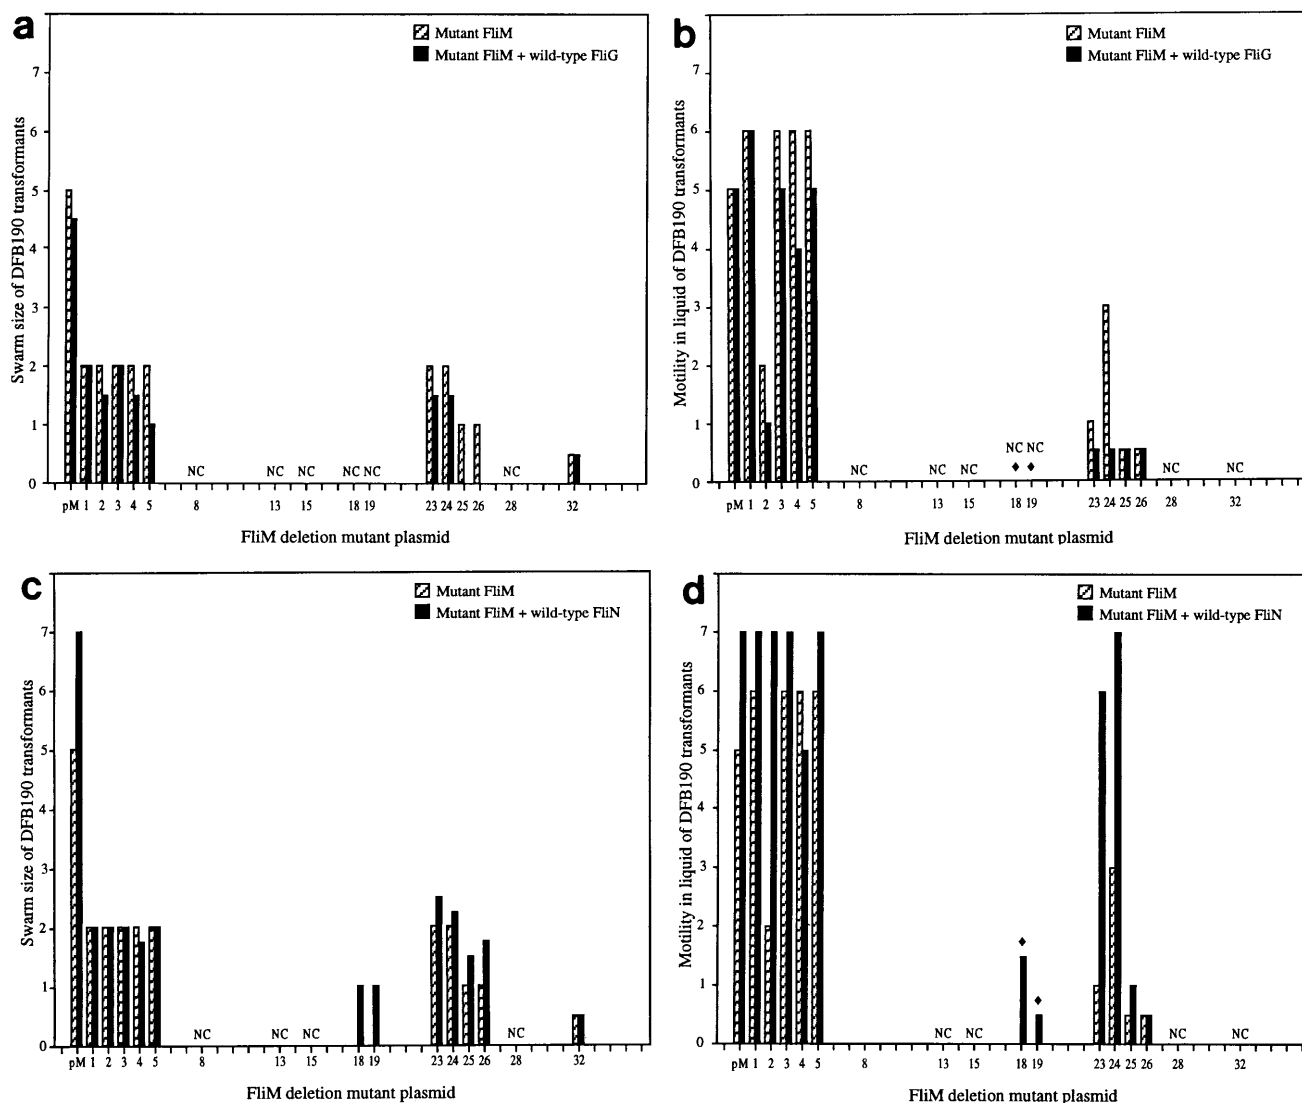 a
Mutant FliM
Mutant FliM + wild-type FliG
Swarm size of DFB190 transformants
7
6
5
4
3
2
1
0
NC NC NC NC NC NC
pM 1 2 3 4 5 8 13 15 18 19 23 24 25 26 28 32
FliM deletion mutant plasmid
b
Mutant FliM
Mutant FliM + wild-type FliG
Motility in liquid of DFB190 transformants
7
6
5
4
3
2
1
0
NC NC
NC NC NC NC NC
pM 1 2 3 4 5 8 13 15 18 19 23 24 25 26 28 32
FliM deletion mutant plasmid
c
Mutant FliM
Mutant FliM + wild-type FliN
Swarm size of DFB190 transformants
7
6
5
4
3
2
1
0
NC NC NC NC
pM 1 2 3 4 5 8 13 15 18 19 23 24 25 26 28 32
FliM deletion mutant plasmid
d
Mutant FliM
Mutant FliM + wild-type FliN
Motility in liquid of DFB190 transformants
7
6
5
4
3
2
1
0
NC NC NC NC
pM 1 2 3 4 5 8 13 15 18 19 23 24 25 26 28 32
FliM deletion mutant plasmid